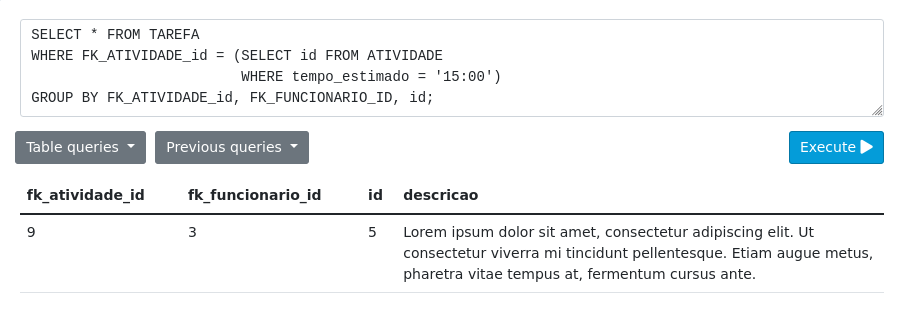 SELECT * FROM TAREFA
WHERE FK_ATIVIDADE_id = (SELECT id FROM ATIVIDADE
WHERE tempo_estimado = '15:00')
GROUP BY FK_ATIVIDADE_id, FK_FUNCIONARIO_ID, id;
Table queries Previous queries Execute
fk_atividade_id fk_funcionario_id id descricao
9 3 5 Lorem ipsum dolor sit amet, consectetur adipiscing elit. Ut
consectetur viverra mi tincidunt pellentesque. Etiam augue metus,
pharetra vitae tempus at, fermentum cursus ante.